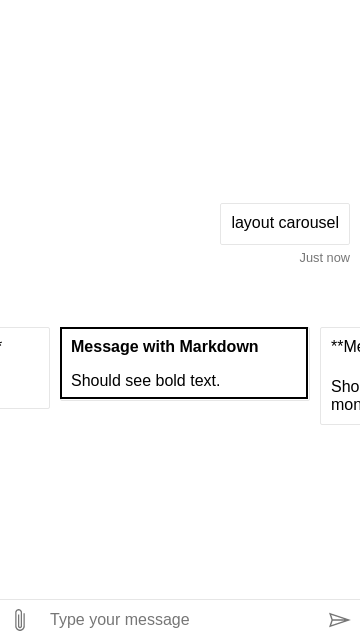 layout carousel
Just now
Message with Markdown
Should see bold text.
**Me
Sho
mon
Type your message